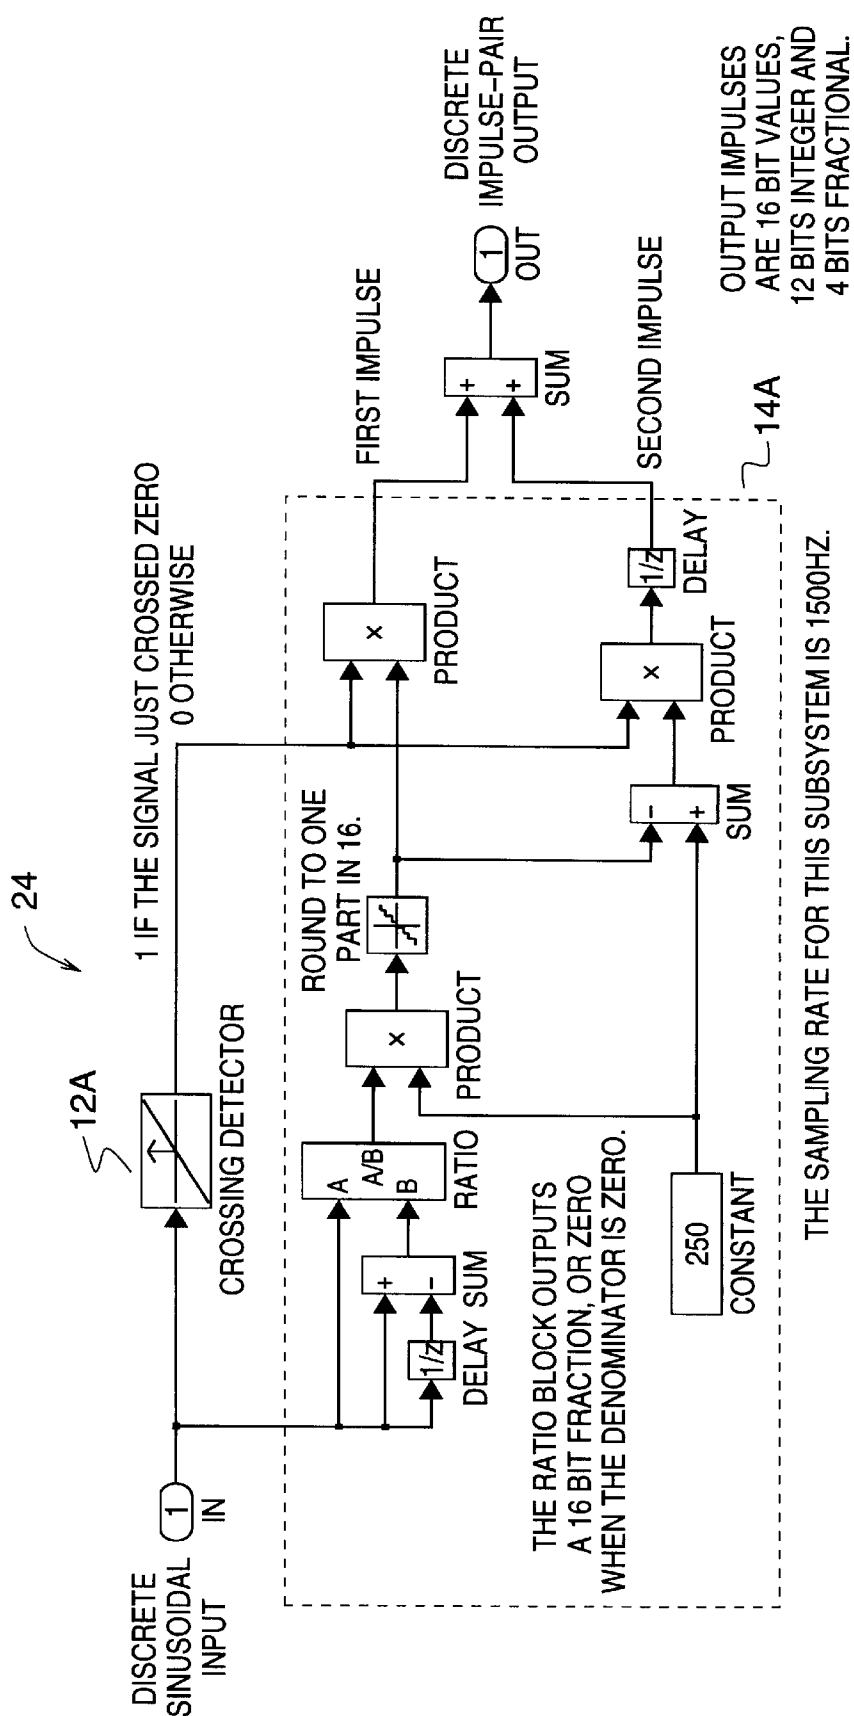 24
DISCRETE
SINUSOIDAL
INPUT
1
IN
12A
CROSSING DETECTOR
1 IF THE SIGNAL JUST CROSSED ZERO
0 OTHERWISE
1/z
DELAY
+
-
SUM
A
A/B
B
RATIO
x
PRODUCT
ROUND TO ONE
PART IN 16.
x
PRODUCT
FIRST IMPULSE
THE RATIO BLOCK OUTPUTS
A 16 BIT FRACTION, OR ZERO
WHEN THE DENOMINATOR IS ZERO.
250
CONSTANT
-
+
SUM
x
PRODUCT
1/z
DELAY
SECOND IMPULSE
+
+
SUM
1
OUT
DISCRETE
IMPULSE-PAIR
OUTPUT
14A
OUTPUT IMPULSES
ARE 16 BIT VALUES,
12 BITS INTEGER AND
4 BITS FRACTIONAL.
THE SAMPLING RATE FOR THIS SUBSYSTEM IS 1500HZ.